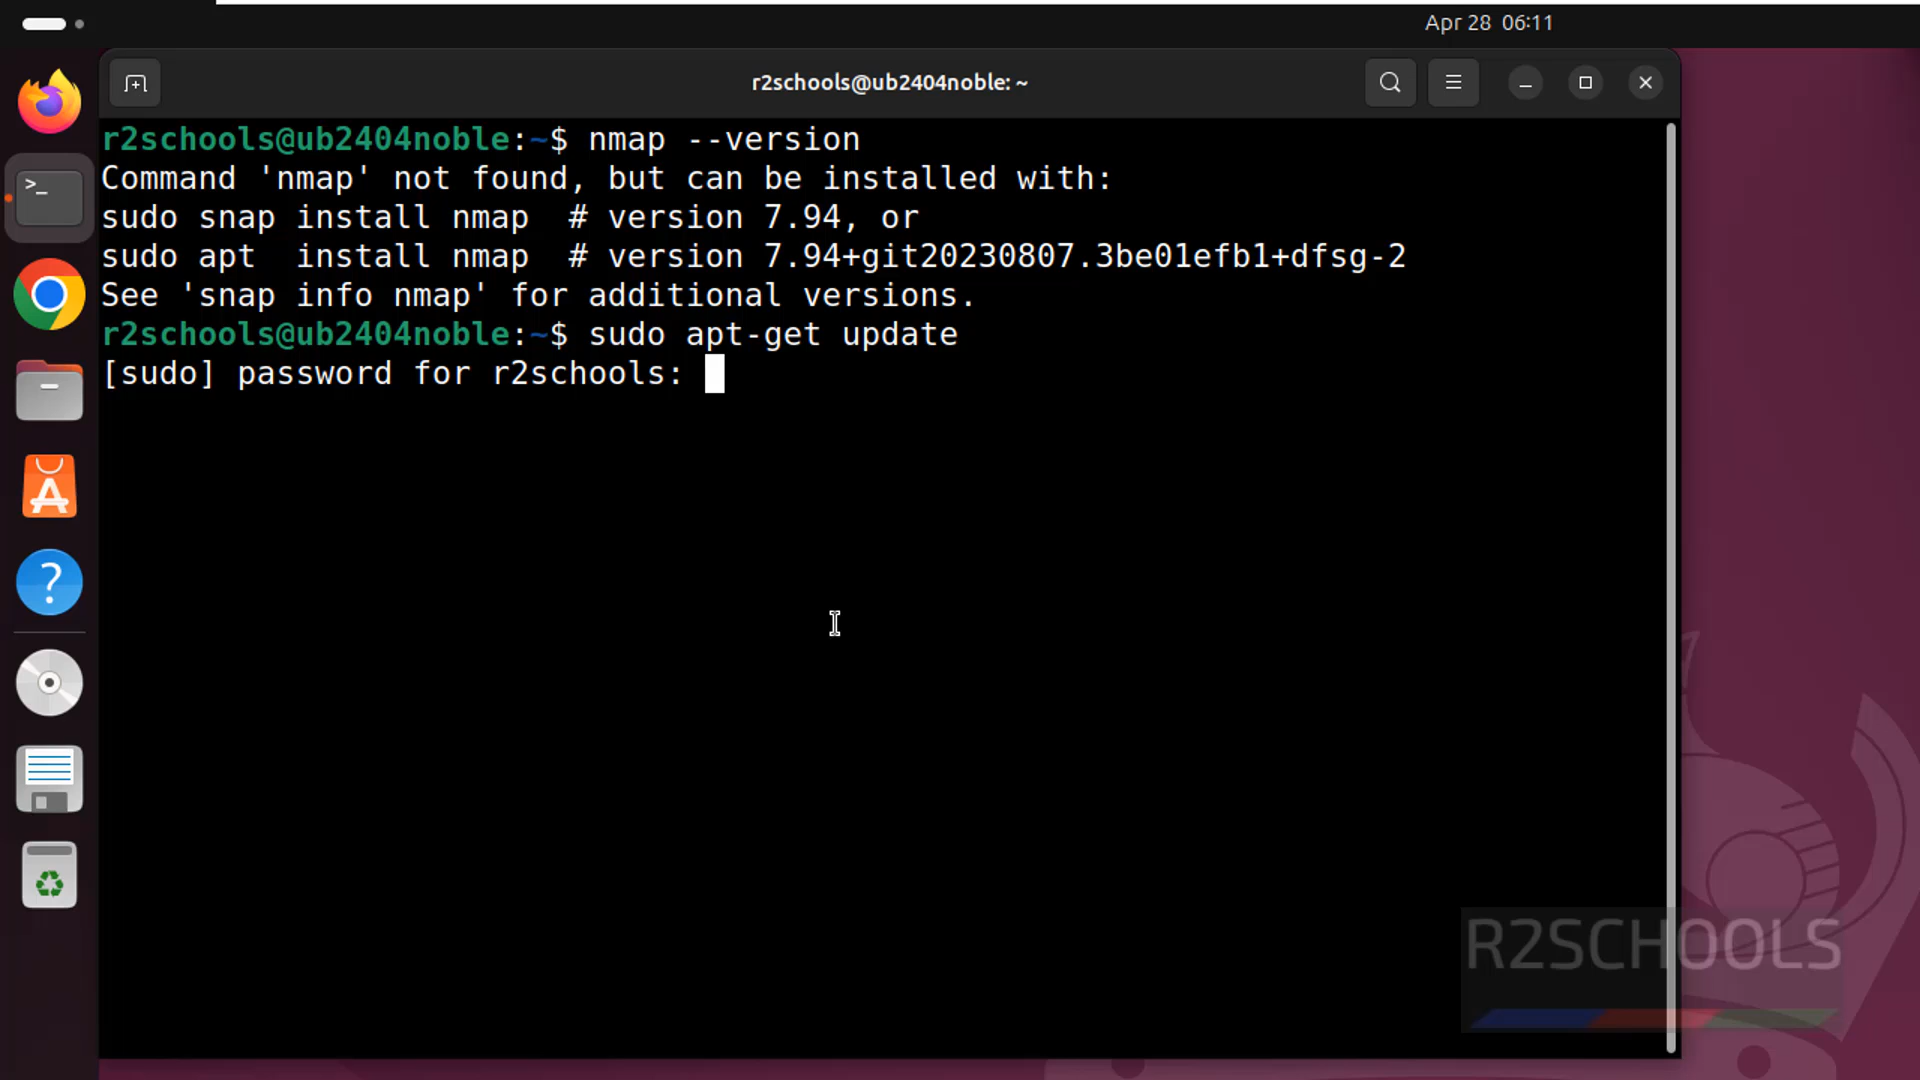 Apr 28 06:11
r2schools@ub2404noble: ~
r2schools@ub2404noble:~$ nmap --version
Command 'nmap' not found, but can be installed with:
sudo snap install nmap  # version 7.94, or
sudo apt  install nmap  # version 7.94+git20230807.3be01efb1+dfsg-2
See 'snap info nmap' for additional versions.
r2schools@ub2404noble:~$ sudo apt-get update
[sudo] password for r2schools:
R2SCHOOLS